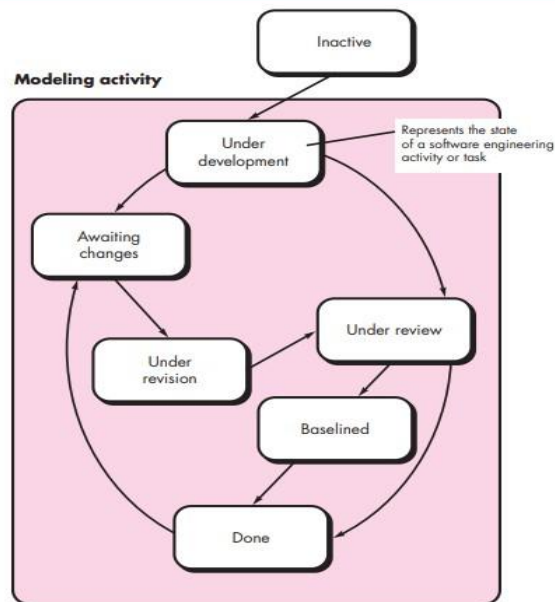 Inactive
Modeling activity
Under
development
Represents the state
of a software engineering
activity or task
Awaiting
changes
Under review
Under
revision
Baselined
Done